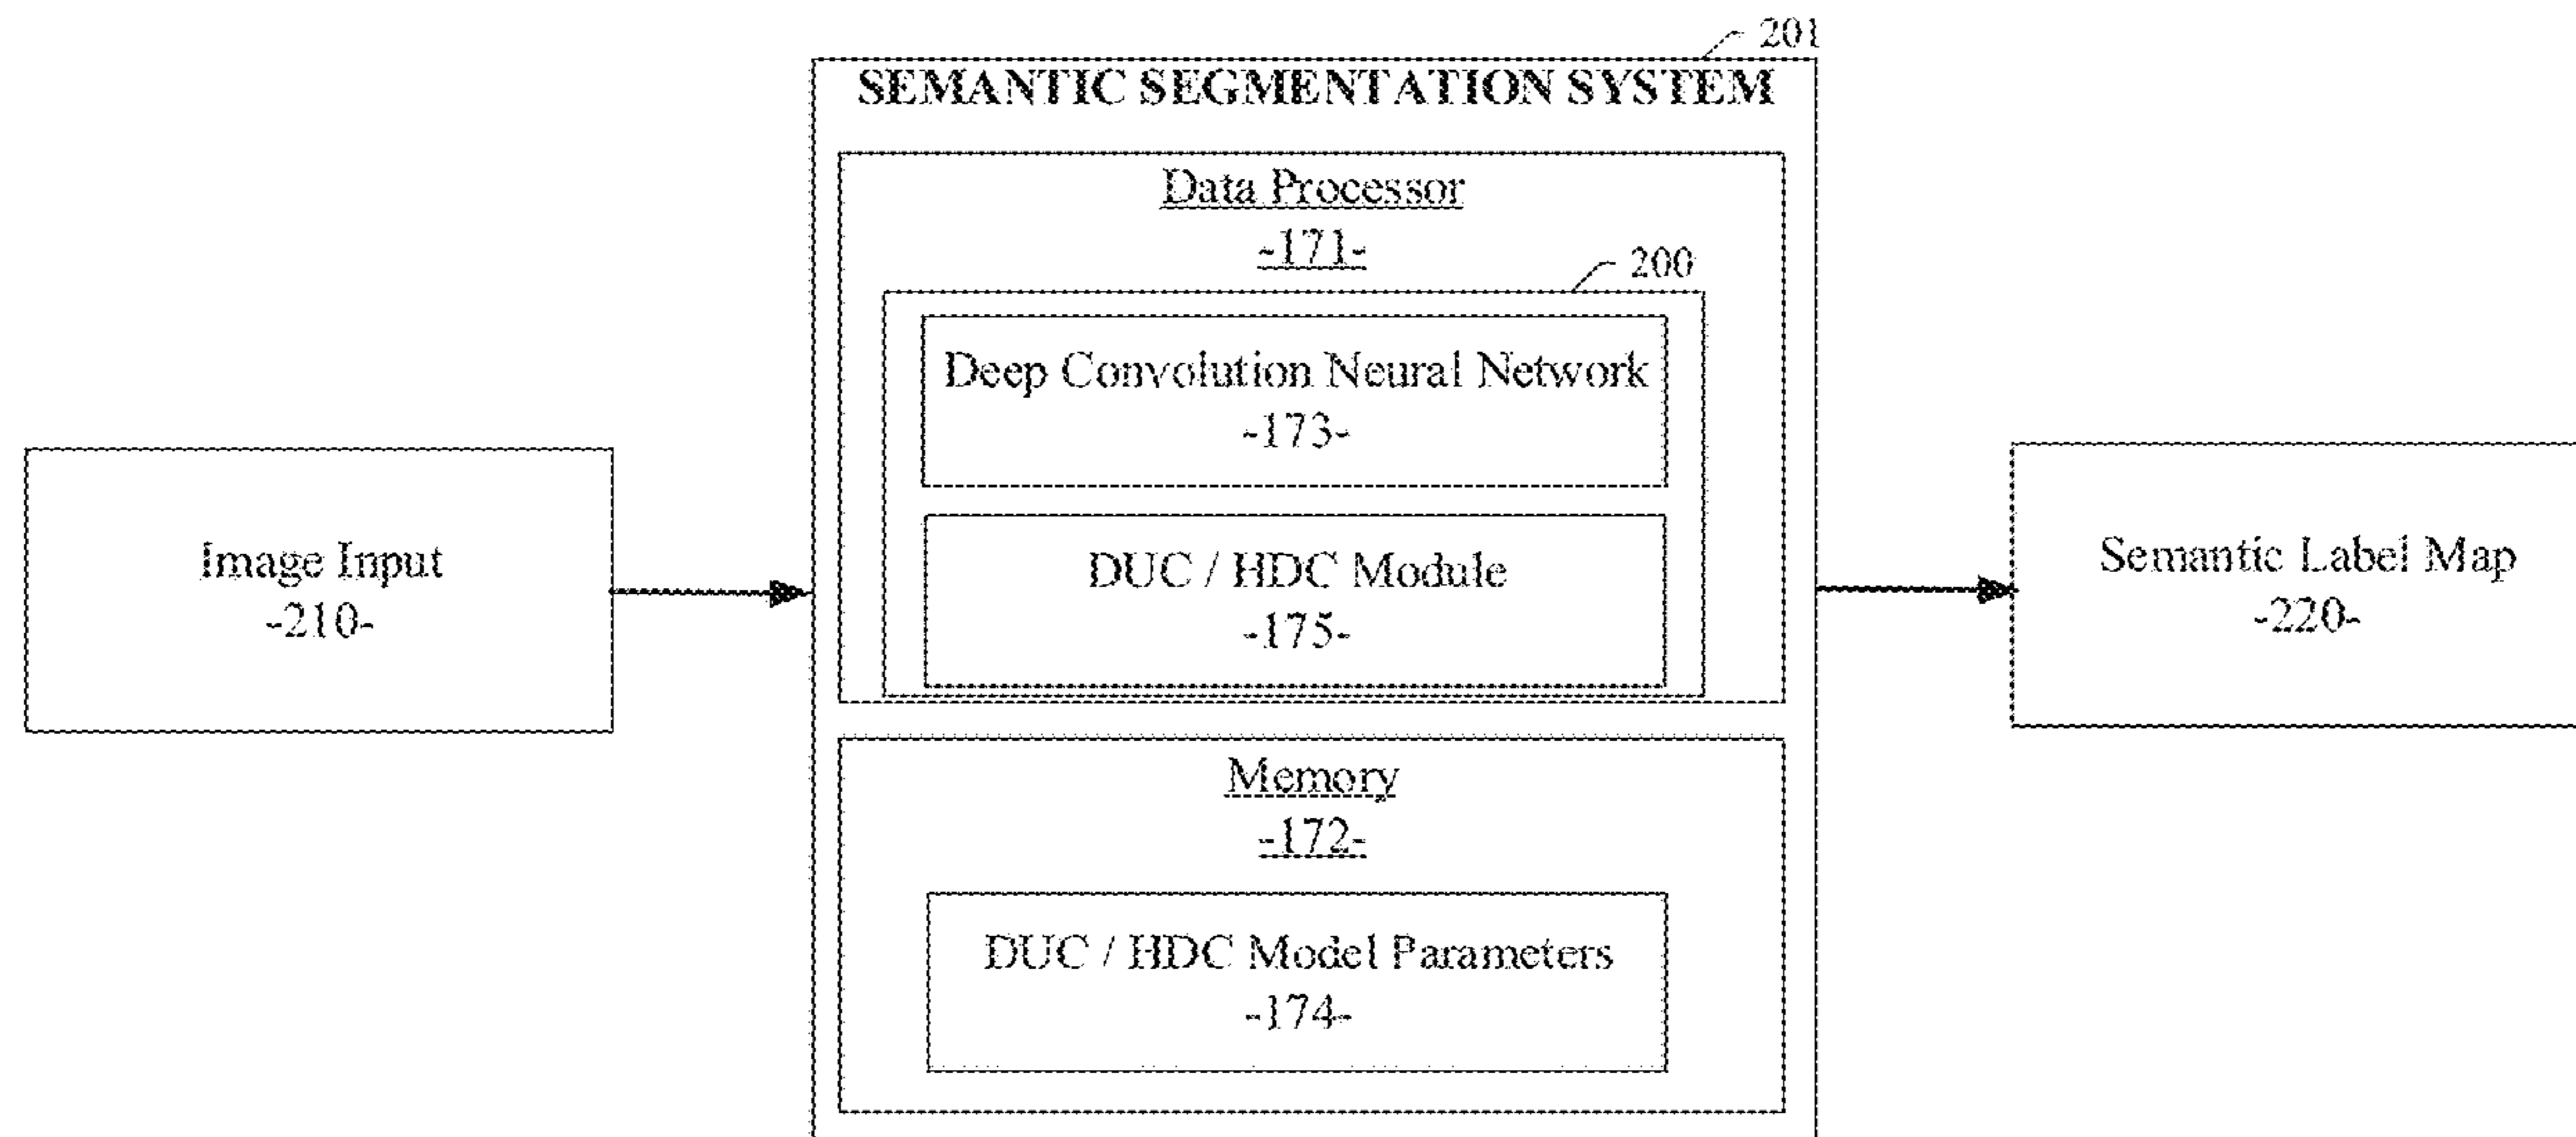 201
SEMANTIC SEGMENTATION SYSTEM
Data Processor
-171-
200
Deep Convolution Neural Network
-173-
DUC / HDC Module
-175-
Image Input
-210-
Semantic Label Map
-220-
Memory
-172-
DUC / HDC Model Parameters
-174-